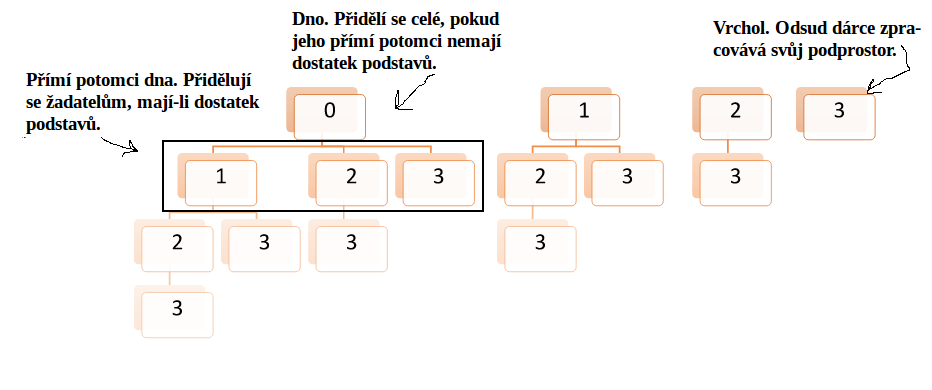 Dno. Přidělí se celé, pokud
jeho přímí potomci nemají
dostatek podstavů.
Vrchol. Odsud dárce zpra-
covává svůj podprostor.
Přímí potomci dna. Přidělují
se žadatelům, mají-li dostatek
podstavů.
0
1
2
3
1
2
3
2
3
3
2
3
3
3
3